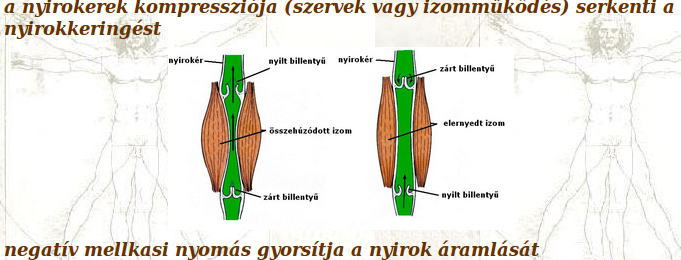 a nyirokerek kompressziója (szervek vagy izomműködés) serkenti a
nyirokkeringést
nyirokér
nyílt billentyű
összehúzódott izom
zárt billentyű
nyirokér
zárt billentyű
elernyedt izom
nyílt billentyű
negatív mellkasi nyomás gyorsítja a nyirok áramlását